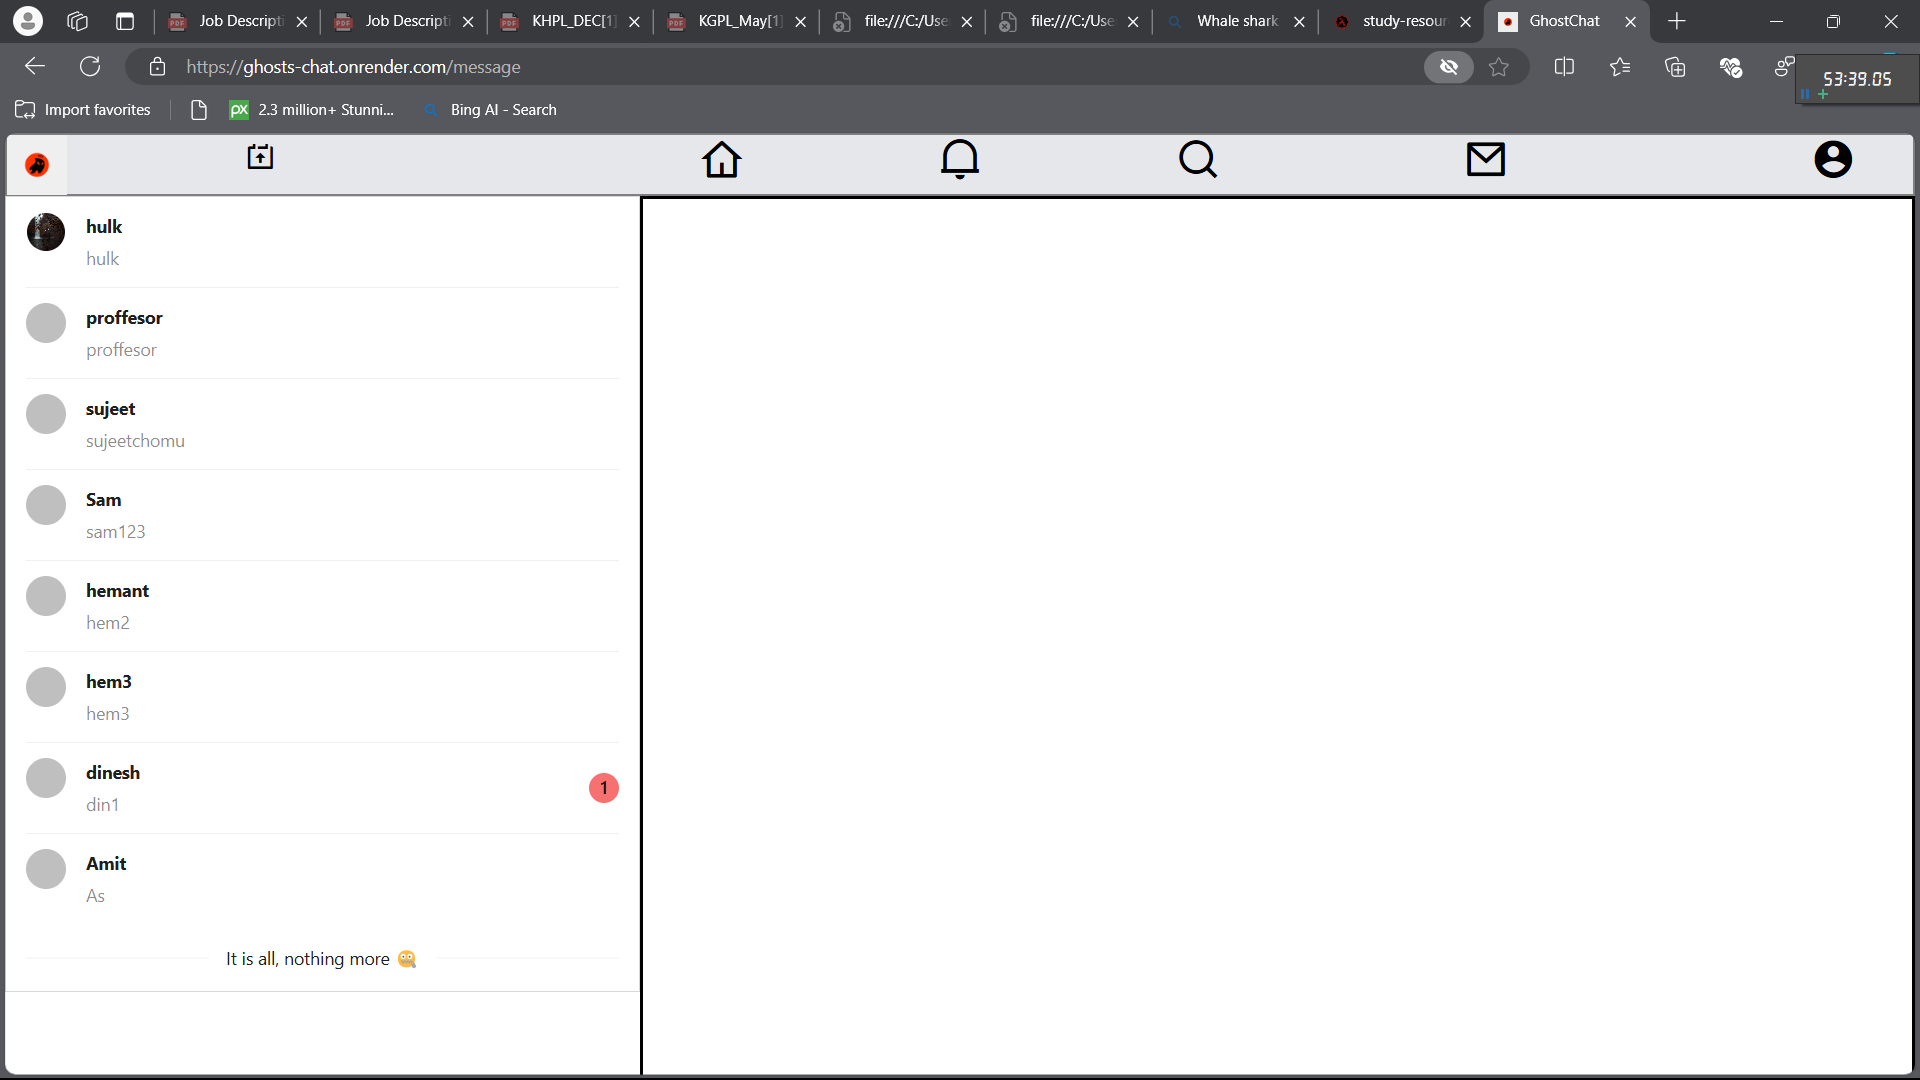 Job Descripti
Job Descripti
KHPL_DEC[1]
KGPL_May[1]
file:///C:/Use
file:///C:/Use
Whale shark
study-resour
GhostChat
https://ghosts-chat.onrender.com/message
53:39.05
Import favorites
px
2.3 million+ Stunni...
Bing AI - Search
hulk
hulk
proffesor
proffesor
sujeet
sujeetchomu
Sam
sam123
hemant
hem2
hem3
hem3
dinesh
din1
1
Amit
As
It is all, nothing more